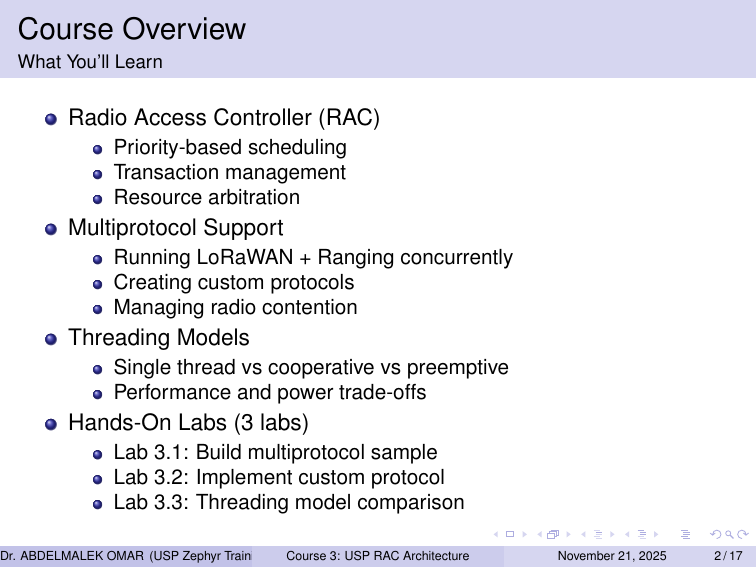 Course Overview
What You'll Learn
Radio Access Controller (RAC)
Priority-based scheduling
Transaction management
Resource arbitration
Multiprotocol Support
Running LoRaWAN + Ranging concurrently
Creating custom protocols
Managing radio contention
Threading Models
Single thread vs cooperative vs preemptive
Performance and power trade-offs
Hands-On Labs (3 labs)
Lab 3.1: Build multiprotocol sample
Lab 3.2: Implement custom protocol
Lab 3.3: Threading model comparison
Dr. ABDELMALEK OMAR (USP Zephyr Train Course 3: USP RAC Architecture November 21, 2025 2 / 17